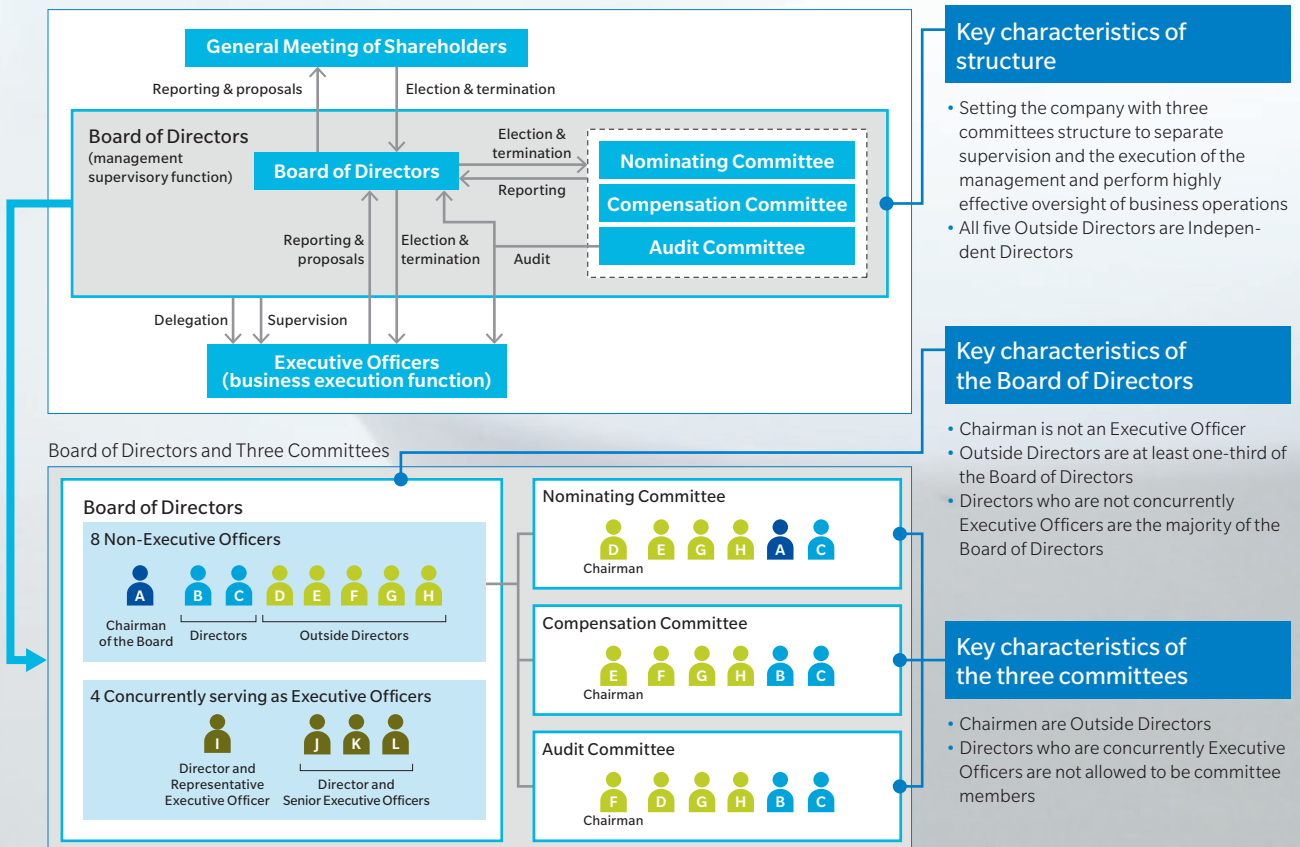 General Meeting of Shareholders
Reporting & proposals
Election & termination
Board of Directors
(management
supervisory function)
Board of Directors
Election &
termination
Reporting
Nominating Committee
Compensation Committee
Audit Committee
Reporting &
proposals
Election &
termination
Audit
Delegation
Supervision
Executive Officers
(business execution function)
Key characteristics of
structure
• Setting the company with three
committees structure to separate
supervision and the execution of the
management and perform highly
effective oversight of business operations
• All five Outside Directors are Indepen-
dent Directors
Key characteristics of
the Board of Directors
• Chairman is not an Executive Officer
• Outside Directors are at least one-third of
the Board of Directors
• Directors who are not concurrently
Executive Officers are the majority of the
Board of Directors
Key characteristics of
the three committees
• Chairmen are Outside Directors
• Directors who are concurrently Executive
Officers are not allowed to be committee
members
Board of Directors and Three Committees
Board of Directors
8 Non-Executive Officers
A B C D E F G H
Chairman
of the Board
Directors
Outside Directors
4 Concurrently serving as Executive Officers
I J K L
Director and
Representative
Executive Officer
Director and
Senior Executive Officers
Nominating Committee
D E G H A C
Chairman
Compensation Committee
E F G H B C
Chairman
Audit Committee
F D G H B C
Chairman